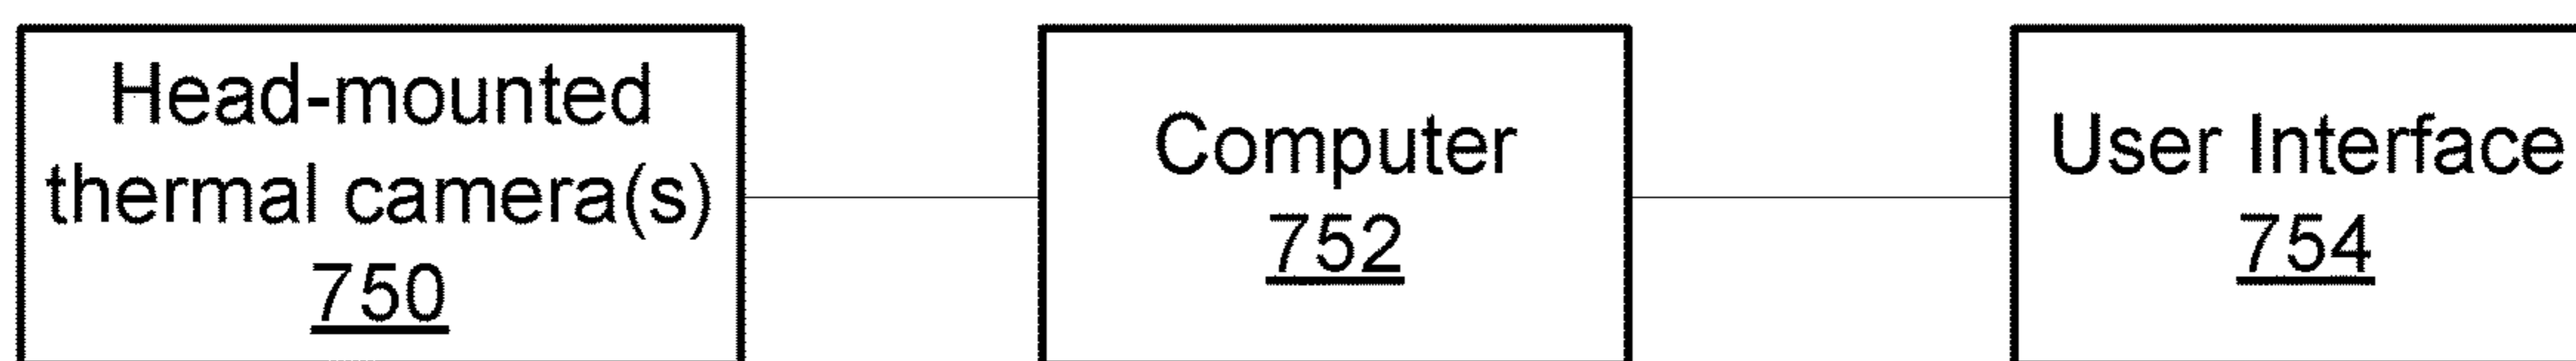 Head-mounted
thermal camera(s)
750
Computer
752
User Interface
754